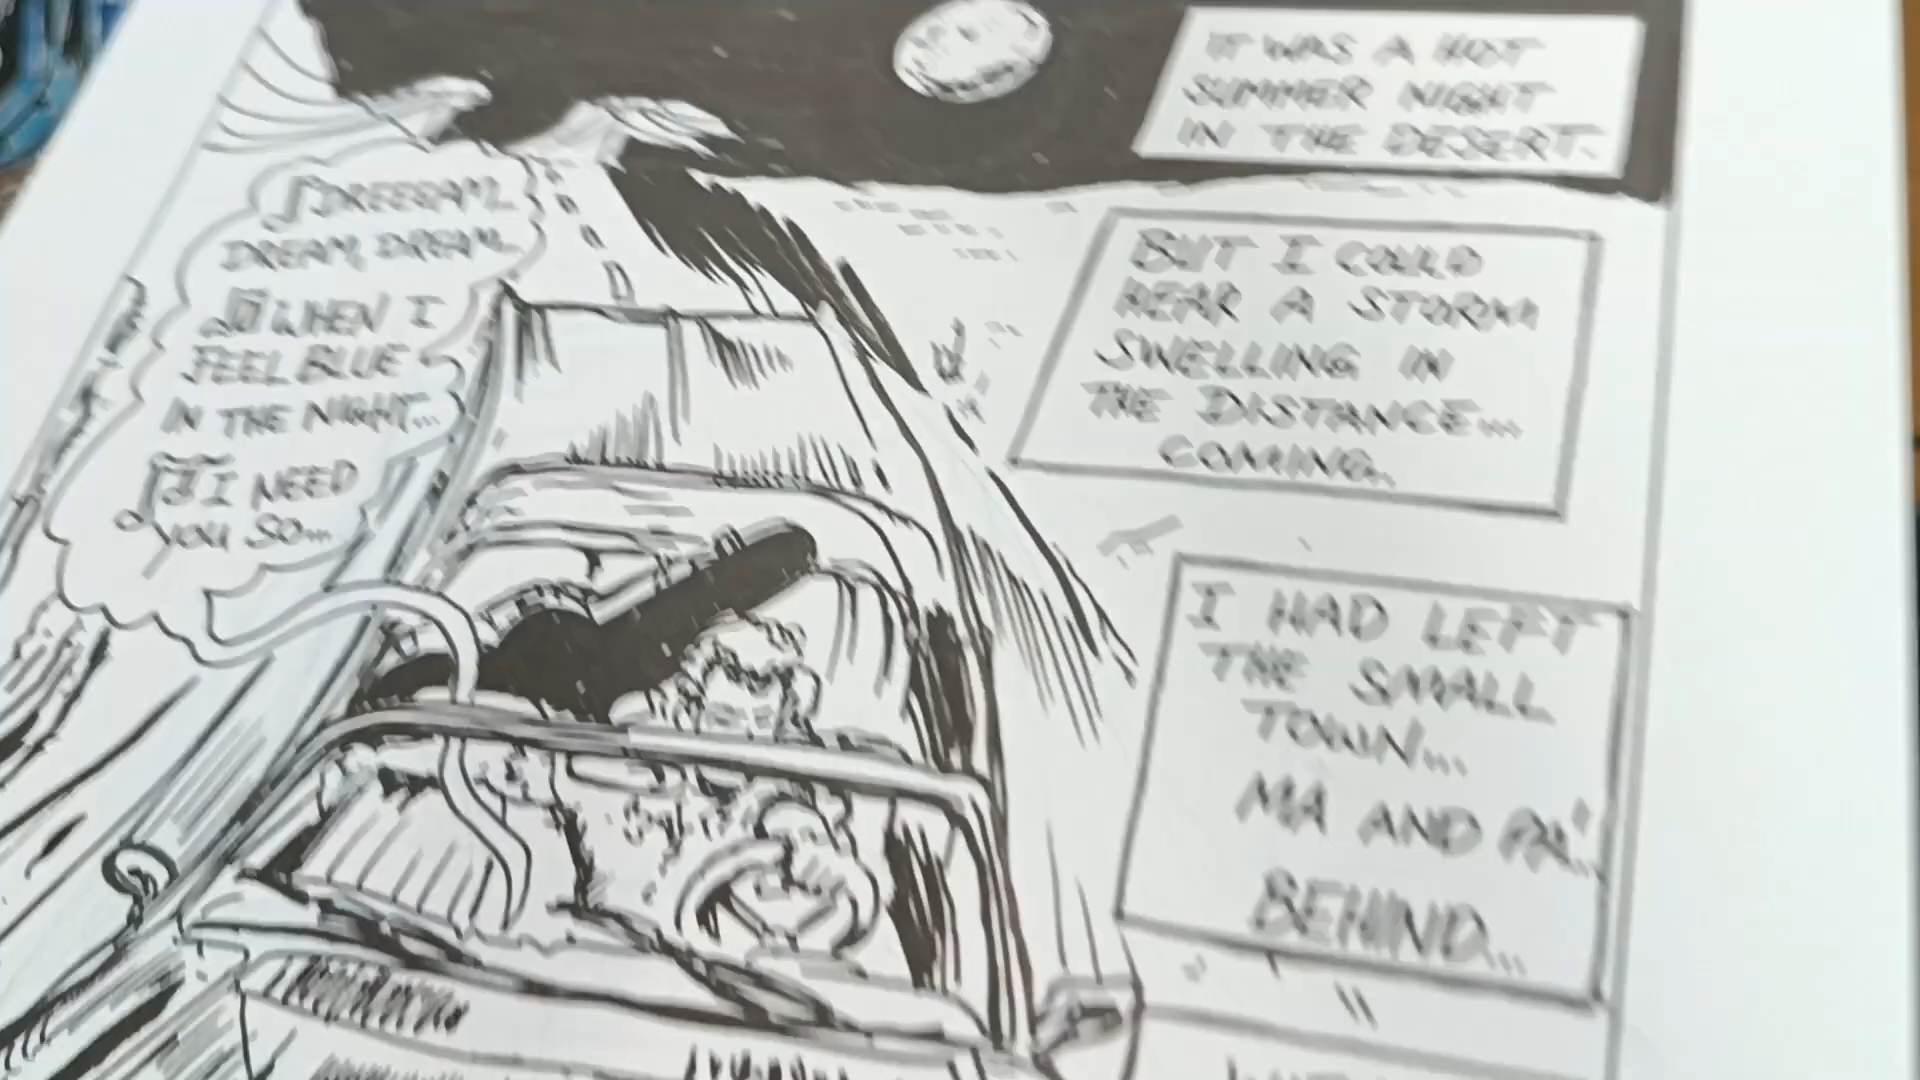 IT WAS A HOT
SUMMER NIGHT
IN THE DESERT.
BUT I COULD
HEAR A STORM
SWELLING IN
THE DISTANCE...
COMING.
I HAD LEFT
THE SMALL
TOWN...
MA AND PA..
BEHIND...
DREEEAM,
DREAM, DREAM.
WHEN I
FEEL BLUE
IN THE NIGHT...
I NEED
YOU SO...